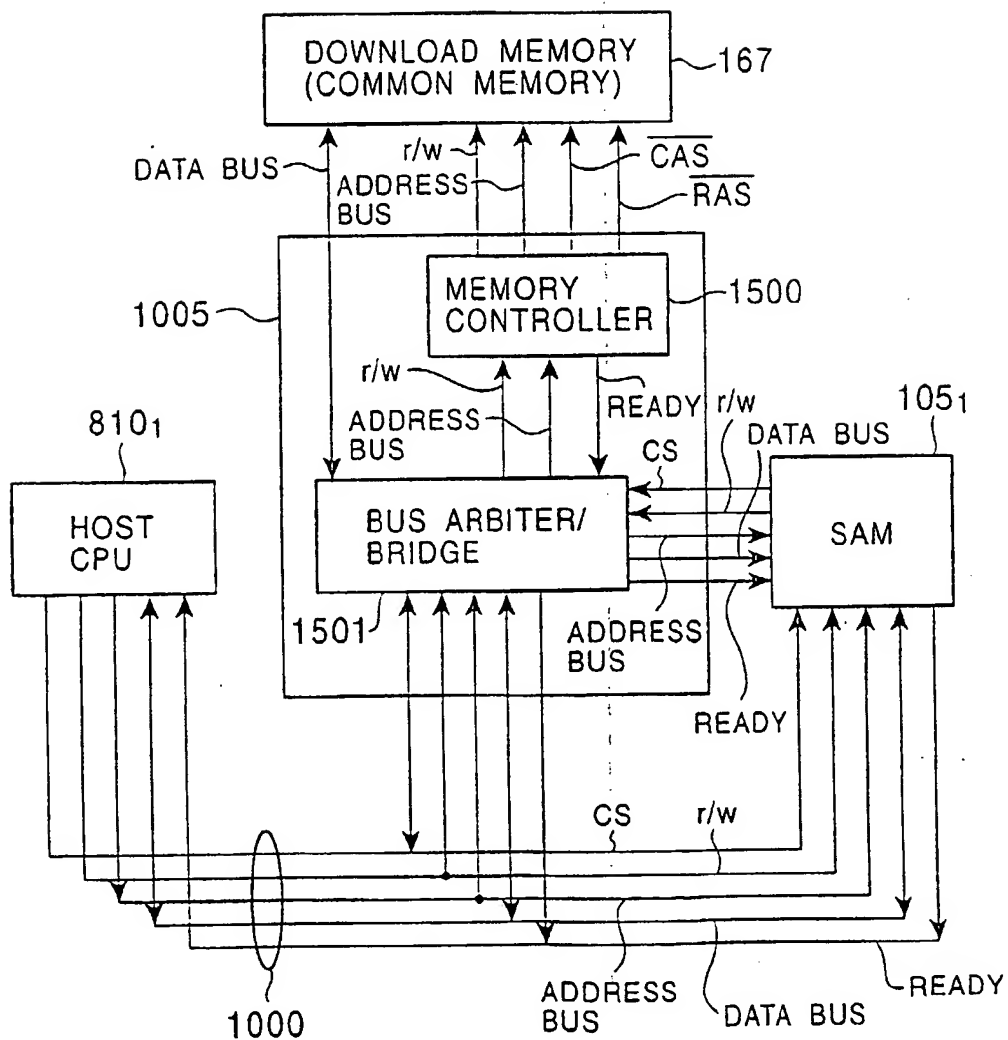 DOWNLOAD MEMORY
(COMMON MEMORY)
167
DATA BUS
r/w
ADDRESS
BUS
CAS
RAS
1005
MEMORY
CONTROLLER
1500
r/w
ADDRESS
BUS
READY
r/w
105₁
DATA BUS
CS
810₁
HOST
CPU
BUS ARBITER/
BRIDGE
SAM
1501
ADDRESS
BUS
READY
CS
r/w
1000
ADDRESS
BUS
DATA BUS
READY